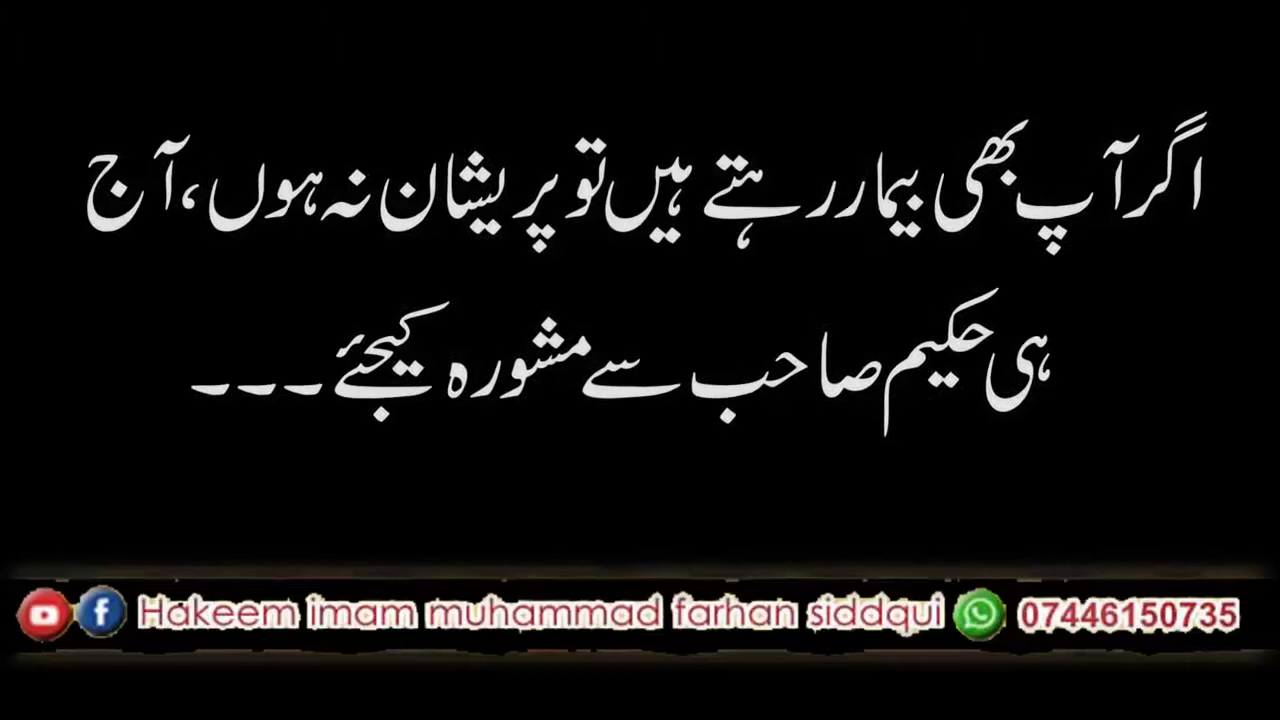 اگر آپ بھی بیمار رہتے ہیں تو پریشان نہ ہوں، آج
ہی حکیم صاحب سے مشورہ کیجئے۔۔۔
Hakeem imam muhammad farhan siddqui 07446150735